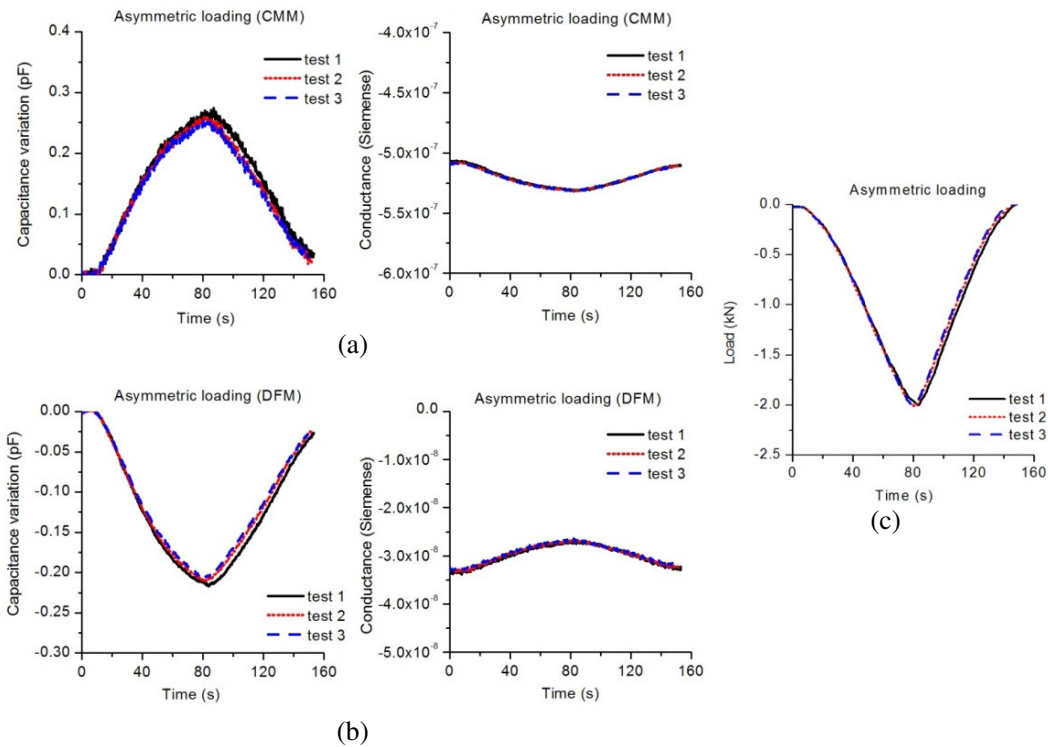 (a)
Asymmetric loading (CMM)
Capacitance variation (pF)
0.4
0.3
0.2
0.1
0.0
0 40 80 120 160
Time (s)
test 1
test 2
test 3
Asymmetric loading (CMM)
Conductance (Siemense)
-4.0x10⁻⁷
-4.5x10⁻⁷
-5.0x10⁻⁷
-5.5x10⁻⁷
-6.0x10⁻⁷
0 40 80 120 160
Time (s)
test 1
test 2
test 3
(a)
Asymmetric loading (DFM)
Capacitance variation (pF)
0.00
-0.05
-0.10
-0.15
-0.20
-0.25
-0.30
0 40 80 120 160
Time (s)
test 1
test 2
test 3
Asymmetric loading (DFM)
Conductance (Siemense)
0.0
-1.0x10⁻⁸
-2.0x10⁻⁸
-3.0x10⁻⁸
-4.0x10⁻⁸
-5.0x10⁻⁸
0 40 80 120 160
Time (s)
test 1
test 2
test 3
(b)
Asymmetric loading
Load (kN)
0.0
-0.5
-1.0
-1.5
-2.0
-2.5
0 40 80 120 160
Time (s)
test 1
test 2
test 3
(c)